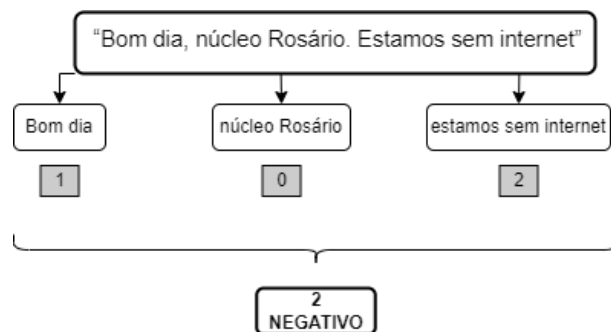 “Bom dia, núcleo Rosário. Estamos sem internet”
Bom dia
núcleo Rosário
estamos sem internet
1
0
2
2
NEGATIVO